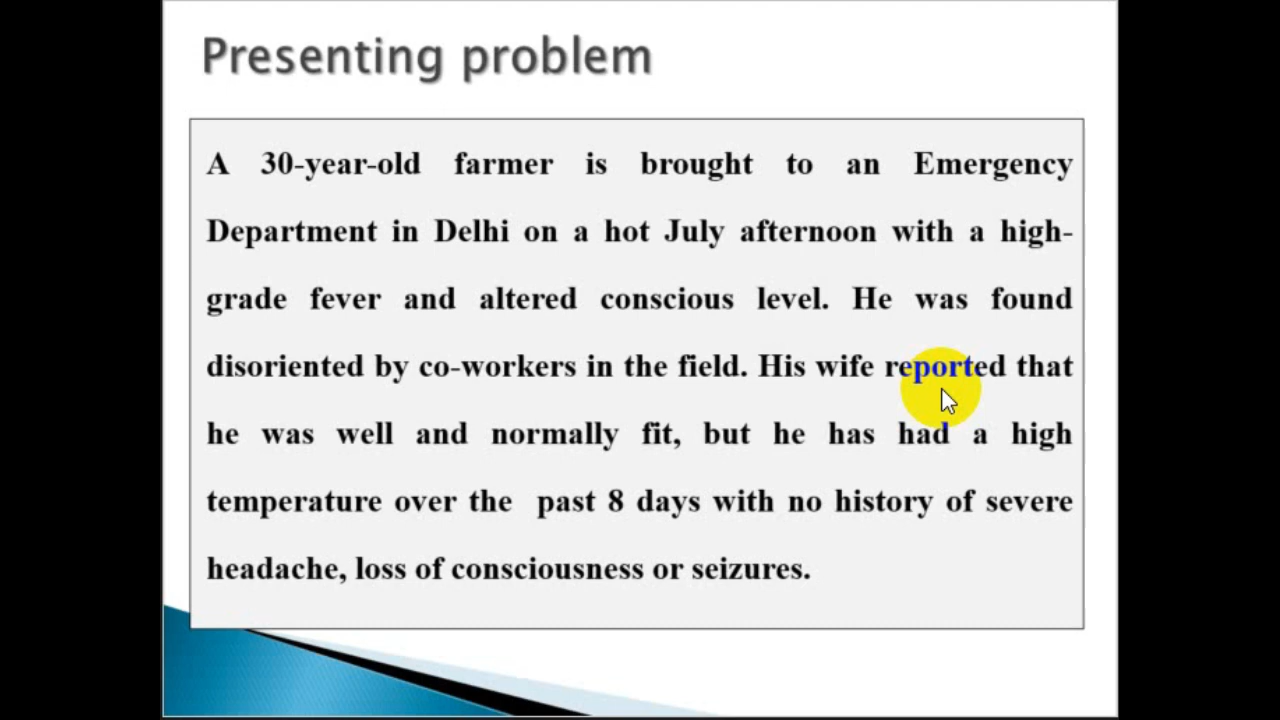 Presenting problem
A 30-year-old farmer is brought to an Emergency
Department in Delhi on a hot July afternoon with a high-
grade fever and altered conscious level. He was found
disoriented by co-workers in the field. His wife reported that
he was well and normally fit, but he has had a high
temperature over the past 8 days with no history of severe
headache, loss of consciousness or seizures.